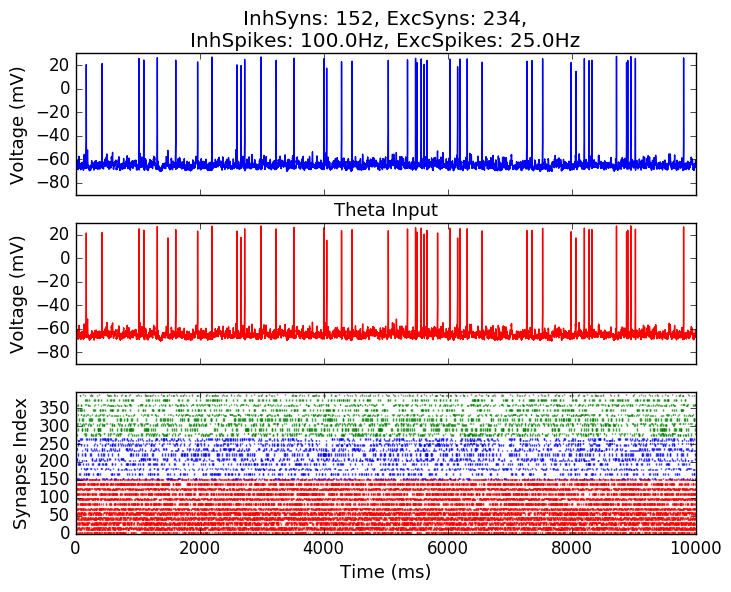 InhSyns: 152, ExcSyns: 234,
InhSpikes: 100.0Hz, ExcSpikes: 25.0Hz
20
0
−20
−40
−60
−80
Voltage (mV)
Theta Input
20
0
−20
−40
−60
−80
Voltage (mV)
350
300
250
200
150
100
50
0
Synapse Index
0 2000 4000 6000 8000 10000
Time (ms)